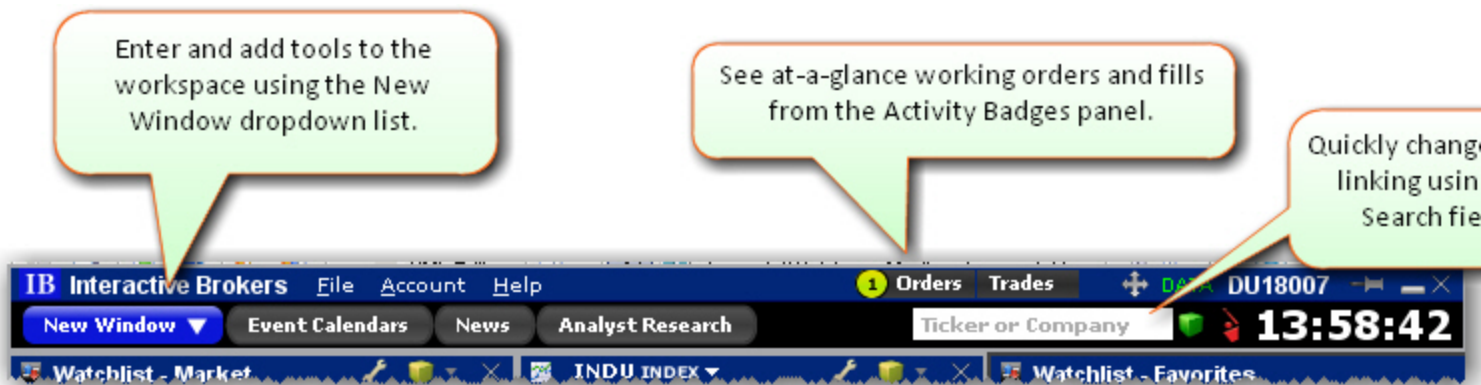 Enter and add tools to the
workspace using the New
Window dropdown list.
See at-a-glance working orders and fills
from the Activity Badges panel.
Quickly change
linking
Search
IB Interactive Brokers File Account Help 1 Orders Trades DATA DU18007
New Window Event Calendars News Analyst Research Ticker or Company 13:58:42
Watchlist - Market INDU INDEX Watchlist - Favorites